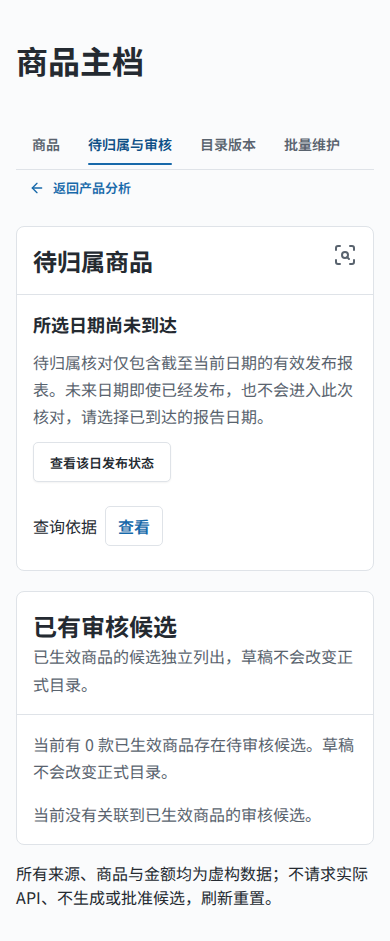 商品主档
商品 待归属与审核 目录版本 批量维护
返回产品分析
待归属商品
所选日期尚未到达
待归属核对仅包含截至当前日期的有效发布报
表。未来日期即使已经发布，也不会进入此次
核对，请选择已到达的报告日期。
查看该日发布状态
查询依据 查看
已有审核候选
已生效商品的候选独立列出，草稿不会改变正
式目录。
当前有 0 款已生效商品存在待审核候选。草稿
不会改变正式目录。
当前没有关联到已生效商品的审核候选。
所有来源、商品与金额均为虚构数据；不请求实际
API、不生成或批准候选，刷新重置。